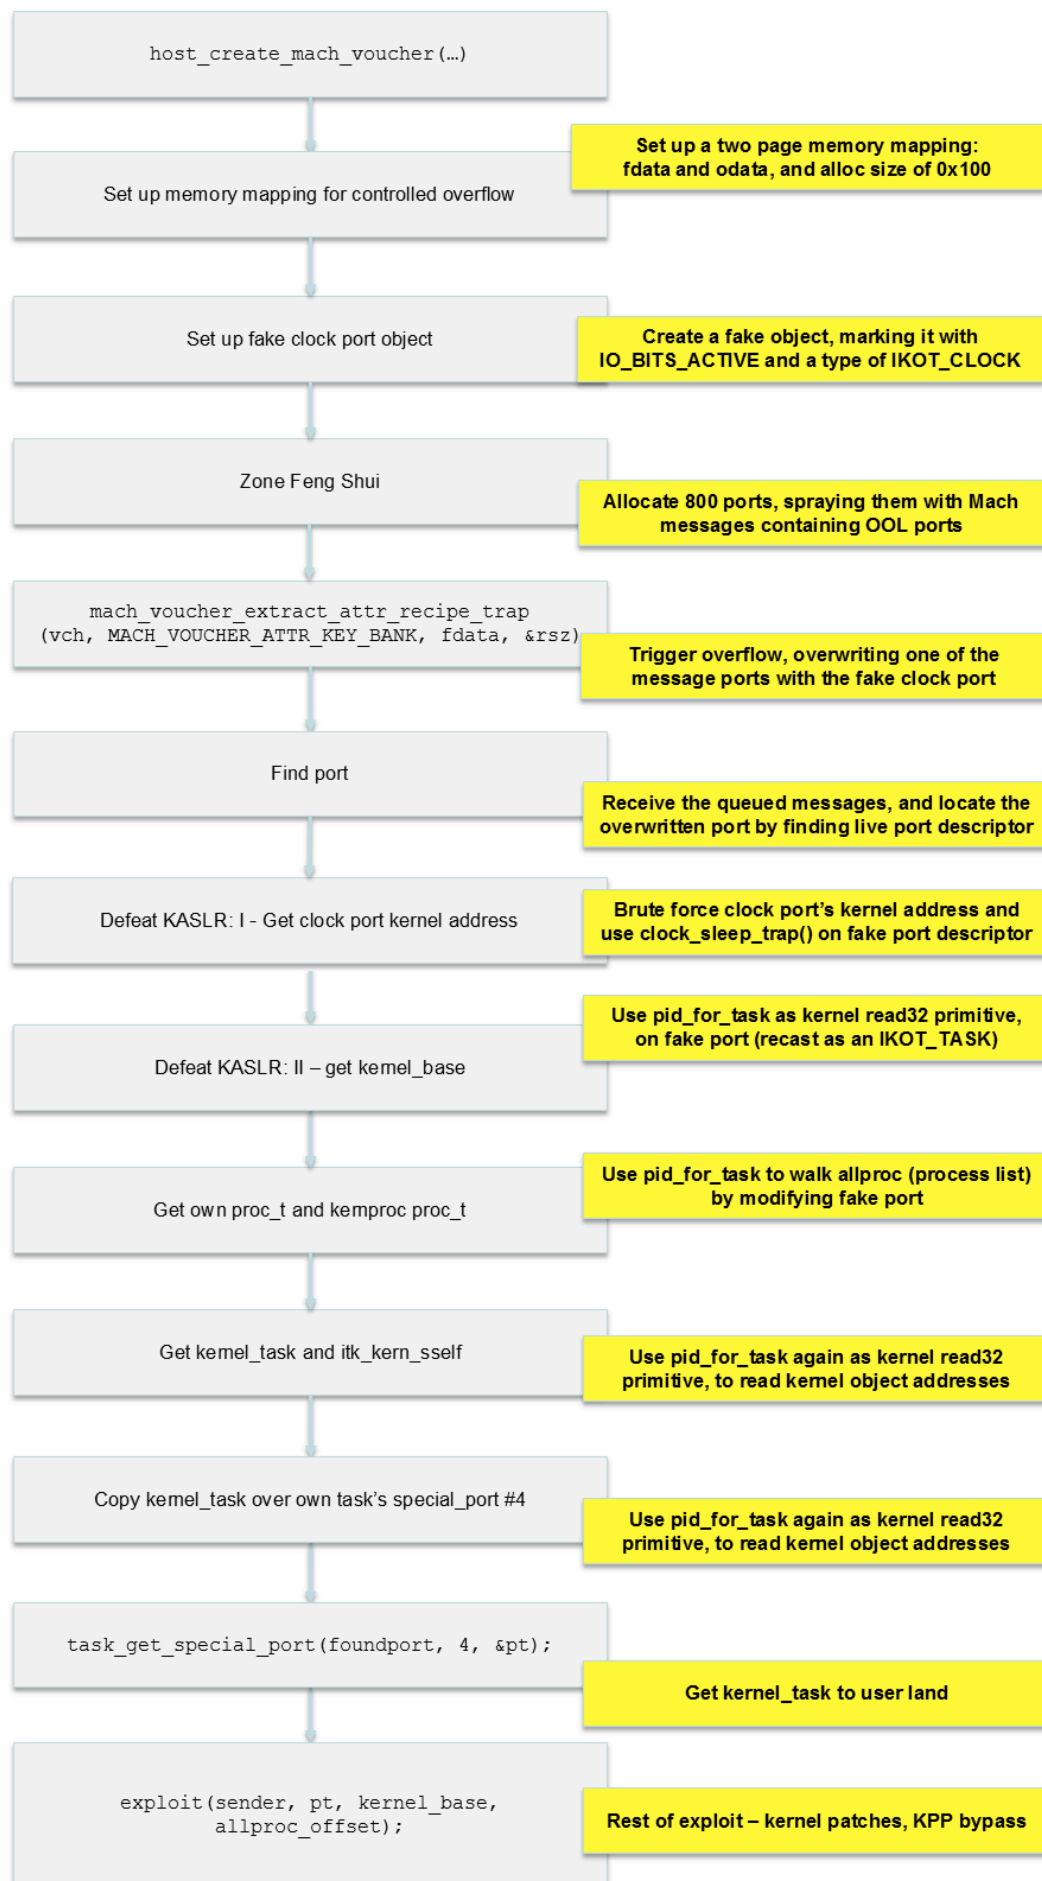 host_create_mach_voucher(…)
Set up a two page memory mapping:
fdata and odata, and alloc size of 0x100
Set up memory mapping for controlled overflow
Set up fake clock port object
Create a fake object, marking it with
IO_BITS_ACTIVE and a type of IKOT_CLOCK
Zone Feng Shui
Allocate 800 ports, spraying them with Mach
messages containing OOL ports
mach_voucher_extract_attr_recipe_trap
(vch, MACH_VOUCHER_ATTR_KEY_BANK, fdata, &rsz)
Trigger overflow, overwriting one of the
message ports with the fake clock port
Find port
Receive the queued messages, and locate the
overwritten port by finding live port descriptor
Defeat KASLR: I - Get clock port kernel address
Brute force clock port’s kernel address and
use clock_sleep_trap() on fake port descriptor
Use pid_for_task as kernel read32 primitive,
on fake port (recast as an IKOT_TASK)
Defeat KASLR: II – get kernel_base
Use pid_for_task to walk allproc (process list)
by modifying fake port
Get own proc_t and kernproc proc_t
Get kernel_task and itk_kern_sself
Use pid_for_task again as kernel read32
primitive, to read kernel object addresses
Copy kernel_task over own task’s special_port #4
Use pid_for_task again as kernel read32
primitive, to read kernel object addresses
task_get_special_port(foundport, 4, &pt);
Get kernel_task to user land
exploit(sender, pt, kernel_base,
allproc_offset);
Rest of exploit – kernel patches, KPP bypass